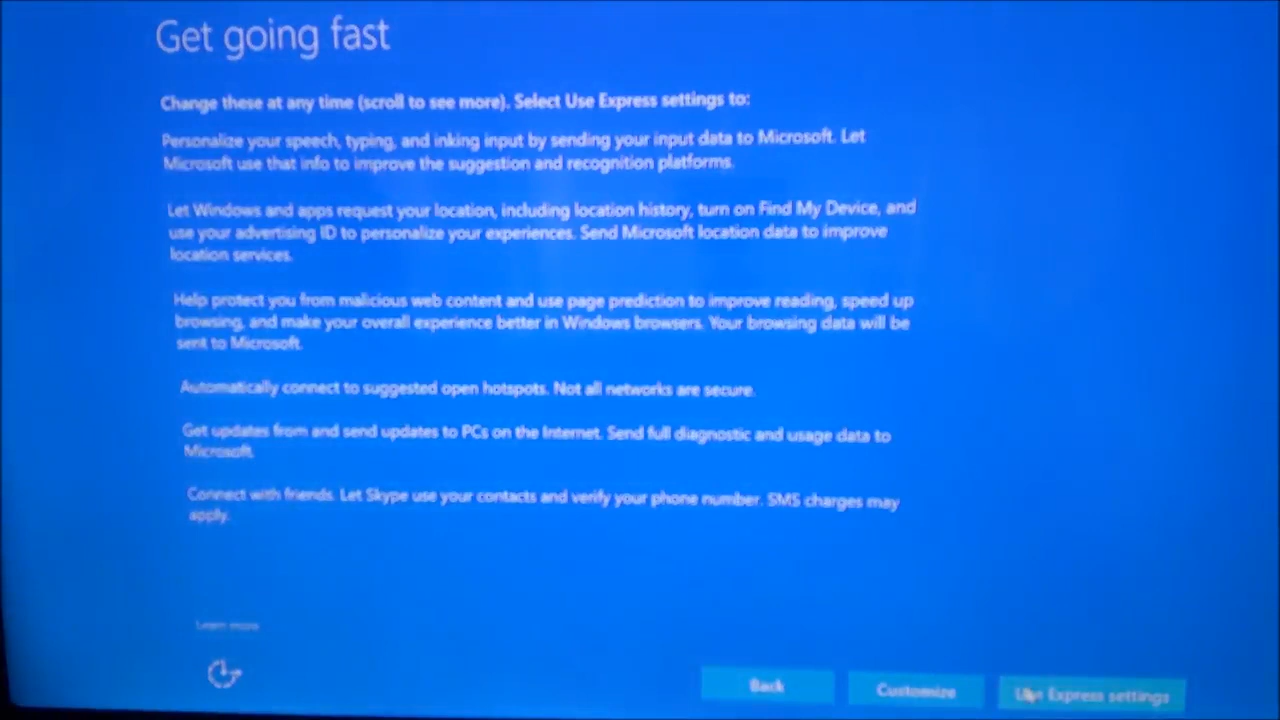 Get going fast
Change these at any time (scroll to see more). Select Use Express settings to:
Personalize your speech, typing, and inking input by sending your input data to Microsoft. Let
Microsoft use that info to improve the suggestion and recognition platforms.
Let Windows and apps request your location, including location history, turn on Find My Device, and
use your advertising ID to personalize your experiences. Send Microsoft location data to improve
location services.
Help protect you from malicious web content and use page prediction to improve reading, speed up
browsing, and make your overall experience better in Windows browsers. Your browsing data will be
sent to Microsoft.
Automatically connect to suggested open hotspots. Not all networks are secure.
Get updates from and send updates to PCs on the Internet. Send full diagnostic and usage data to
Microsoft.
Connect with friends. Let Skype use your contacts and verify your phone number. SMS charges may
apply.
Learn more
Back
Customize
Use Express settings